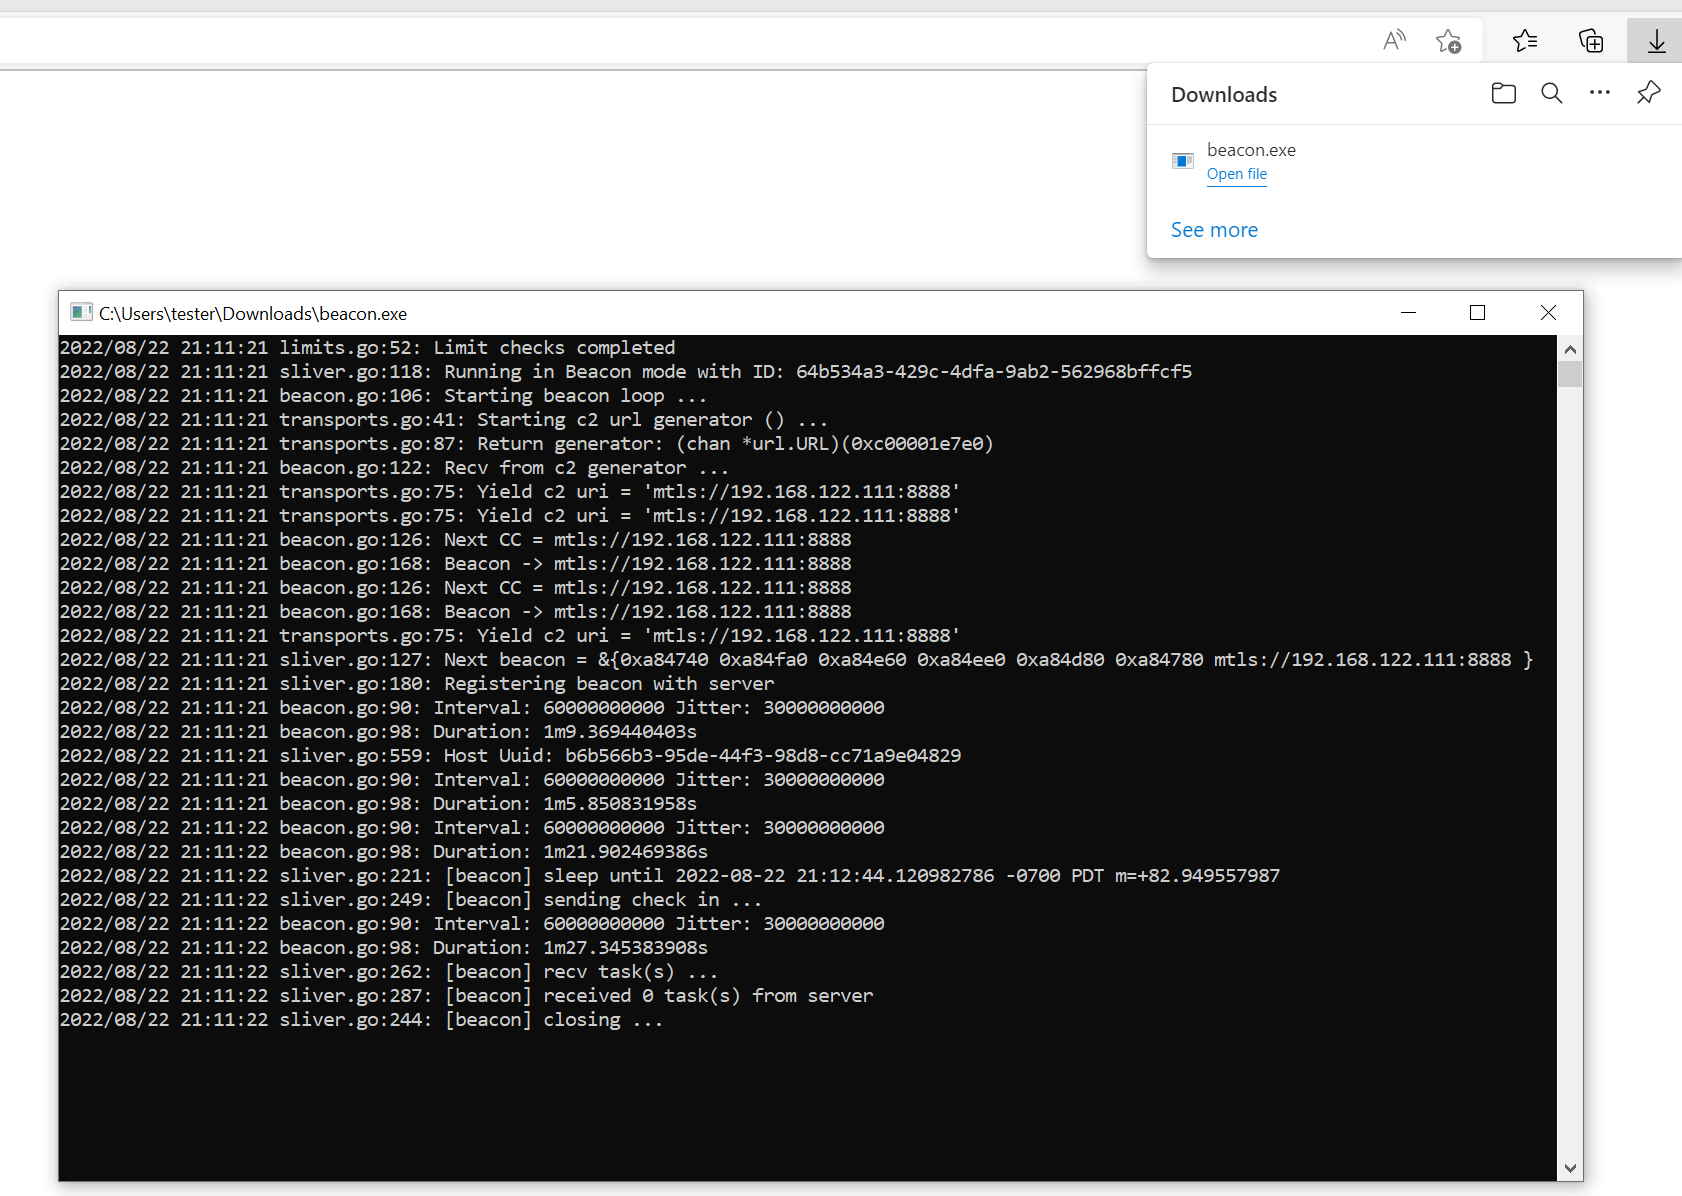 Downloads
beacon.exe
Open file
See more
C:\Users\tester\Downloads\beacon.exe
2022/08/22 21:11:21 limits.go:52: Limit checks completed
2022/08/22 21:11:21 sliver.go:118: Running in Beacon mode with ID: 64b534a3-429c-4dfa-9ab2-562968bffcf5
2022/08/22 21:11:21 beacon.go:106: Starting beacon loop ...
2022/08/22 21:11:21 transports.go:41: Starting c2 url generator () ...
2022/08/22 21:11:21 transports.go:87: Return generator: (chan *url.URL)(0xc00001e7e0)
2022/08/22 21:11:21 beacon.go:122: Recv from c2 generator ...
2022/08/22 21:11:21 transports.go:75: Yield c2 uri = 'mtls://192.168.122.111:8888'
2022/08/22 21:11:21 transports.go:75: Yield c2 uri = 'mtls://192.168.122.111:8888'
2022/08/22 21:11:21 beacon.go:126: Next CC = mtls://192.168.122.111:8888
2022/08/22 21:11:21 beacon.go:168: Beacon -> mtls://192.168.122.111:8888
2022/08/22 21:11:21 beacon.go:126: Next CC = mtls://192.168.122.111:8888
2022/08/22 21:11:21 beacon.go:168: Beacon -> mtls://192.168.122.111:8888
2022/08/22 21:11:21 transports.go:75: Yield c2 uri = 'mtls://192.168.122.111:8888'
2022/08/22 21:11:21 sliver.go:127: Next beacon = &{0xa84740 0xa84fa0 0xa84e60 0xa84ee0 0xa84d80 0xa84780 mtls://192.168.122.111:8888 }
2022/08/22 21:11:21 sliver.go:180: Registering beacon with server
2022/08/22 21:11:21 beacon.go:90: Interval: 60000000000 Jitter: 30000000000
2022/08/22 21:11:21 beacon.go:98: Duration: 1m9.369440403s
2022/08/22 21:11:21 sliver.go:559: Host Uuid: b6b566b3-95de-44f3-98d8-cc71a9e04829
2022/08/22 21:11:21 beacon.go:90: Interval: 60000000000 Jitter: 30000000000
2022/08/22 21:11:21 beacon.go:98: Duration: 1m5.850831958s
2022/08/22 21:11:22 beacon.go:90: Interval: 60000000000 Jitter: 30000000000
2022/08/22 21:11:22 beacon.go:98: Duration: 1m21.902469386s
2022/08/22 21:11:22 sliver.go:221: [beacon] sleep until 2022-08-22 21:12:44.120982786 -0700 PDT m=+82.949557987
2022/08/22 21:11:22 sliver.go:249: [beacon] sending check in ...
2022/08/22 21:11:22 beacon.go:90: Interval: 60000000000 Jitter: 30000000000
2022/08/22 21:11:22 beacon.go:98: Duration: 1m27.345383908s
2022/08/22 21:11:22 sliver.go:262: [beacon] recv task(s) ...
2022/08/22 21:11:22 sliver.go:287: [beacon] received 0 task(s) from server
2022/08/22 21:11:22 sliver.go:244: [beacon] closing ...